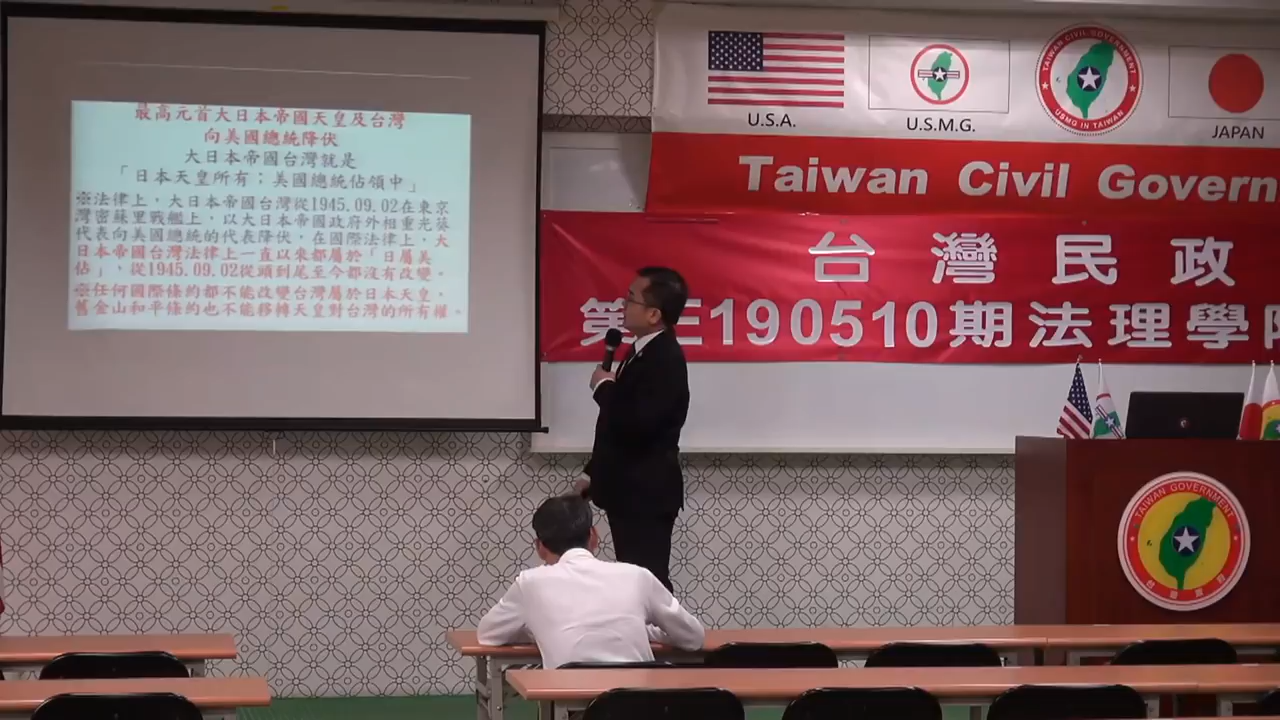 最高元首大日本帝國天皇及台灣
向美國總統降伏
大日本帝國台灣就是
「日本天皇所有；美國總統佔領中」
※法律上，大日本帝國台灣從1945.09.02在東京
灣密蘇里戰艦上，以大日本帝國政府外相重光葵
代表向美國總統的代表降伏，在國際法律上，大
日本帝國台灣法律上一直以來都屬於「日屬美
佔」，從1945.09.02從頭到尾至今都沒有改變。
※任何國際條約都不能改變台灣屬於日本天皇，
舊金山和平條約也不能移轉天皇對台灣的所有權。
U.S.A.
U.S.M.G.
TAIWAN CIVIL GOVERNMENT
USMG IN TAIWAN
JAPAN
Taiwan Civil Govern
台灣民政
第三190510期法理學院
TAIWAN GOVERNMENT